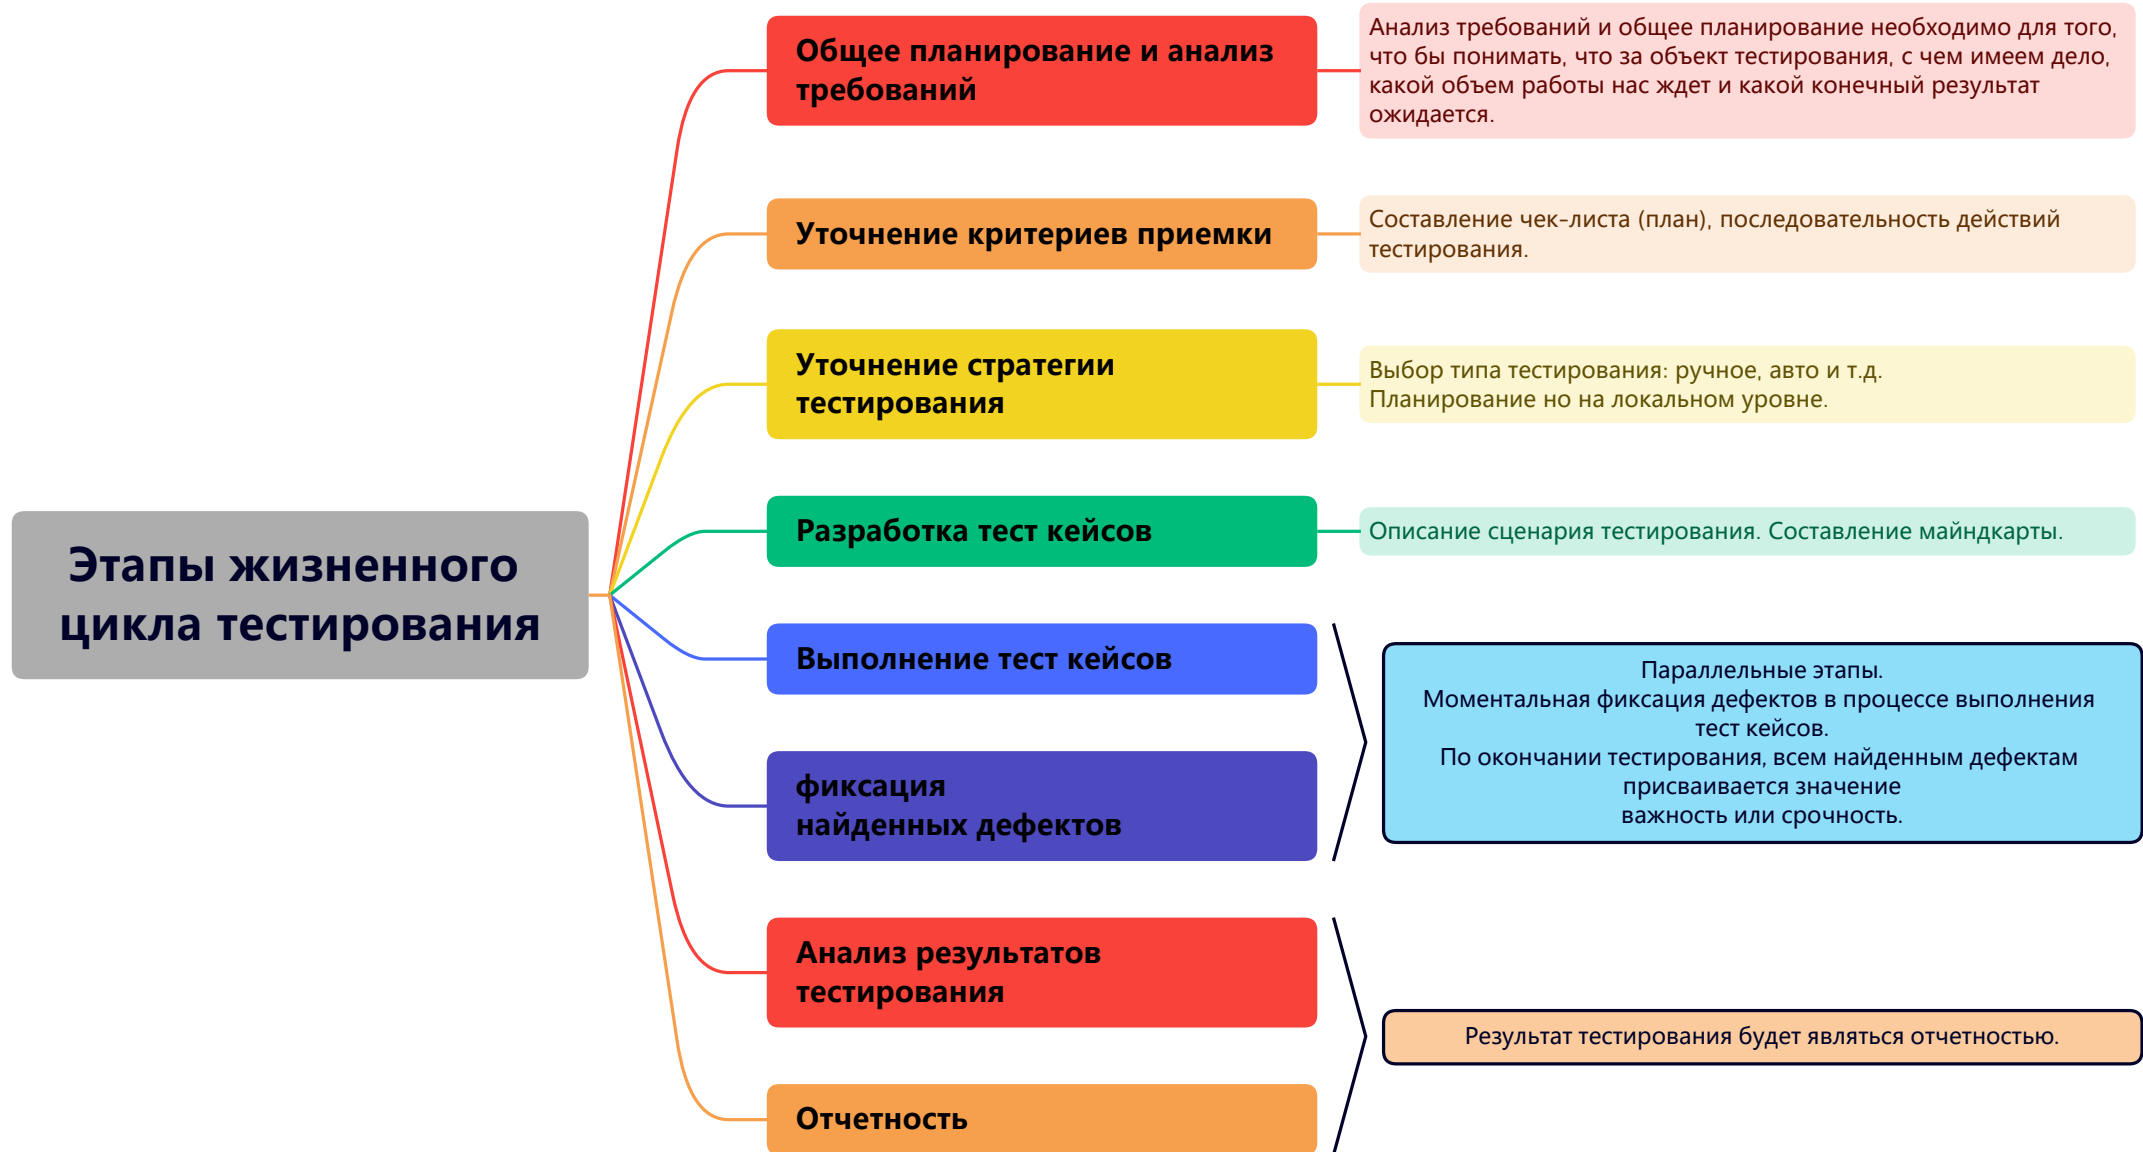 Этапы жизненного
цикла тестирования
Общее планирование и анализ
требований
Анализ требований и общее планирование необходимо для того,
что бы понимать, что за объект тестирования, с чем имеем дело,
какой объем работы нас ждет и какой конечный результат
ожидается.
Уточнение критериев приемки
Составление чек-листа (план), последовательность действий
тестирования.
Уточнение стратегии
тестирования
Выбор типа тестирования: ручное, авто и т.д.
Планирование но на локальном уровне.
Разработка тест кейсов
Описание сценария тестирования. Составление майндкарты.
Выполнение тест кейсов
фиксация
найденных дефектов
Параллельные этапы.
Моментальная фиксация дефектов в процессе выполнения
тест кейсов.
По окончании тестирования, всем найденным дефектам
присваивается значение
важность или срочность.
Анализ результатов
тестирования
Отчетность
Результат тестирования будет являться отчетностью.